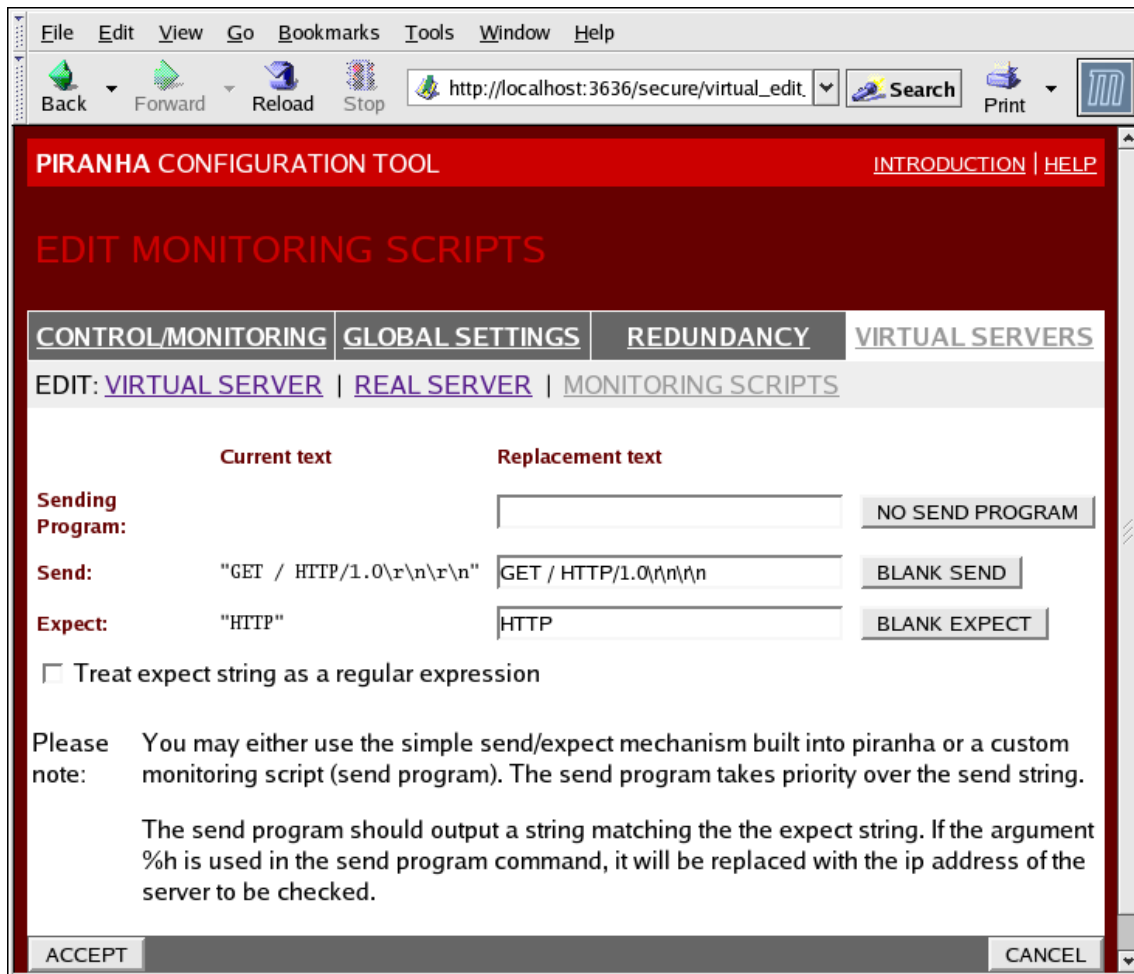 File Edit View Go Bookmarks Tools Window Help
Back Forward Reload Stop http://localhost:3636/secure/virtual_edit_ Search Print
PIRANHA CONFIGURATION TOOL INTRODUCTION | HELP
EDIT MONITORING SCRIPTS
CONTROL/MONITORING GLOBAL SETTINGS REDUNDANCY VIRTUAL SERVERS
EDIT: VIRTUAL SERVER | REAL SERVER | MONITORING SCRIPTS
Current text Replacement text
Sending
Program: NO SEND PROGRAM
Send: "GET / HTTP/1.0\r\n\r\n" GET / HTTP/1.0\r\n\r\n BLANK SEND
Expect: "HTTP" HTTP BLANK EXPECT
Treat expect string as a regular expression
Please note: You may either use the simple send/expect mechanism built into piranha or a custom
monitoring script (send program). The send program takes priority over the send string.
The send program should output a string matching the the expect string. If the argument
%h is used in the send program command, it will be replaced with the ip address of the
server to be checked.
ACCEPT CANCEL